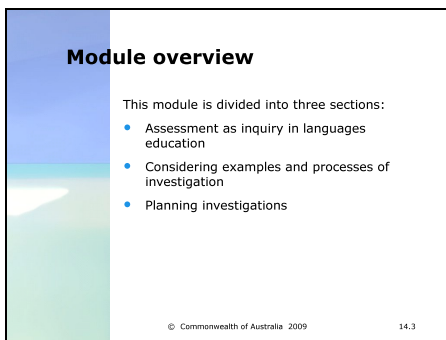 Module overview
This module is divided into three sections:
• Assessment as inquiry in languages
education
• Considering examples and processes of
investigation
• Planning investigations
© Commonwealth of Australia 2009 14.3